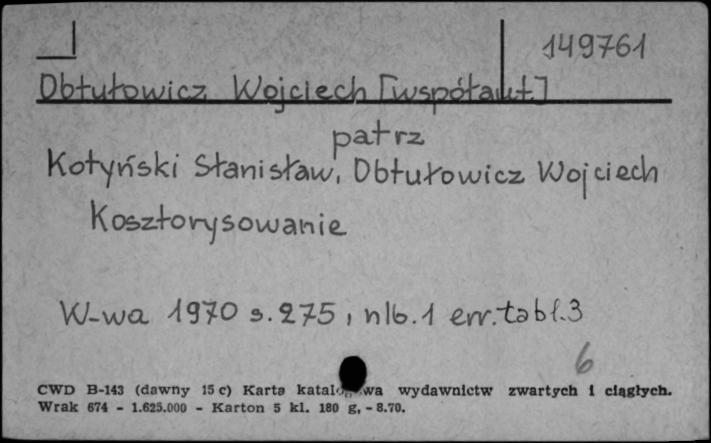 149761
Obtułowicz Wojciech [współaut]
patrz
Kotyński Stanisław, Obtułowicz Wojciech
Kosztorysowanie
W-wa 1970 s. 275, nlb. 1 err. tabl. 3
6
CWD B-143 (dawny 15 c) Karta katalogowa wydawnictw zwartych i ciągłych.
Wrak 674 - 1.625.000 - Karton 5 kl. 180 g, - 8.70.